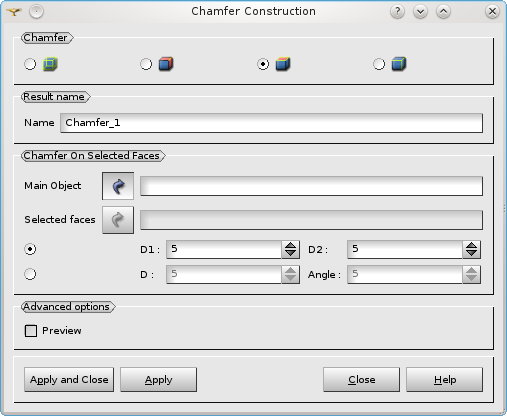 Chamfer Construction
Chamfer
Result name
Name Chamfer_1
Chamfer On Selected Faces
Main Object
Selected faces
D1 : 5 D2 : 5
D : 5 Angle : 5
Advanced options
Preview
Apply and Close Apply Close Help